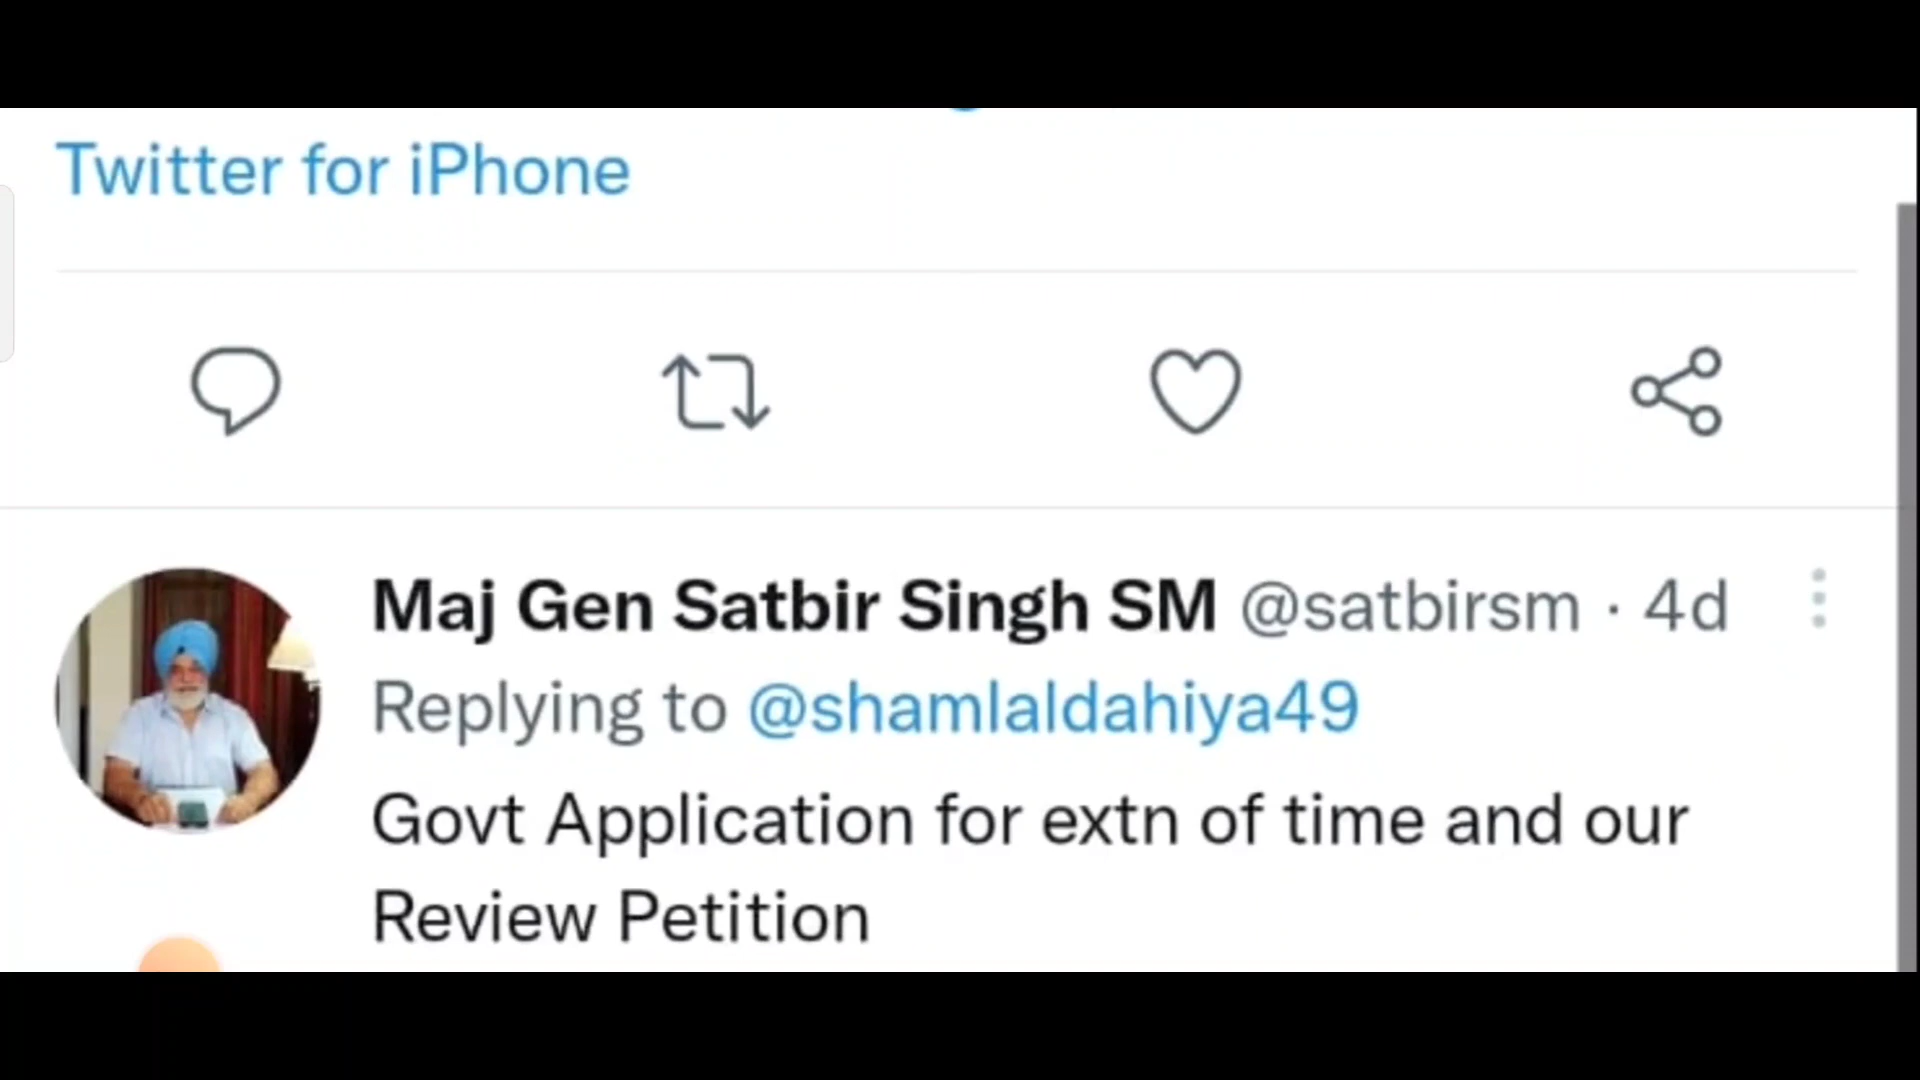 Twitter for iPhone
Maj Gen Satbir Singh SM @satbirsm · 4d
Replying to @shamlaldahiya49
Govt Application for extn of time and our
Review Petition